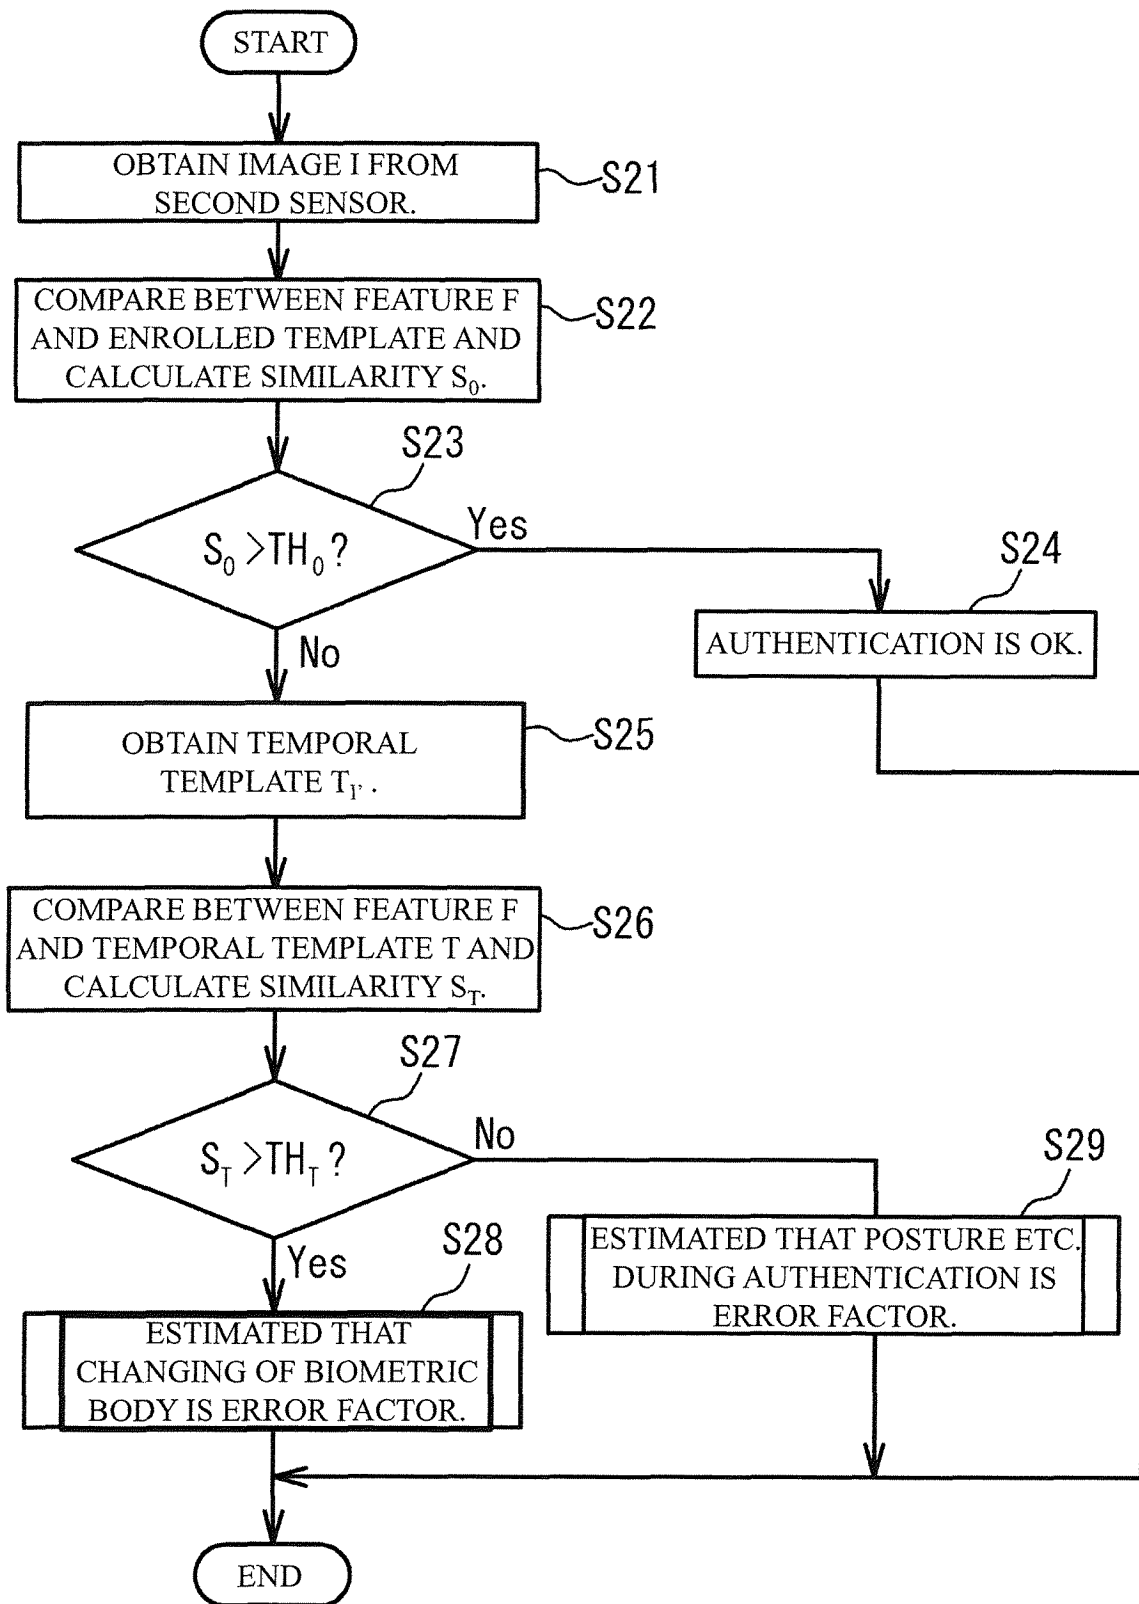 START
OBTAIN IMAGE I FROM
SECOND SENSOR.
S21
COMPARE BETWEEN FEATURE F
AND ENROLLED TEMPLATE AND
CALCULATE SIMILARITY S₀.
S22
S23
S₀ >TH₀ ?
Yes
No
S24
AUTHENTICATION IS OK.
OBTAIN TEMPORAL
TEMPLATE T₁’ .
S25
COMPARE BETWEEN FEATURE F
AND TEMPORAL TEMPLATE T AND
CALCULATE SIMILARITY S_T.
S26
S27
S_T >TH_T ?
No
Yes
S29
ESTIMATED THAT POSTURE ETC.
DURING AUTHENTICATION IS
ERROR FACTOR.
S28
ESTIMATED THAT
CHANGING OF BIOMETRIC
BODY IS ERROR FACTOR.
END